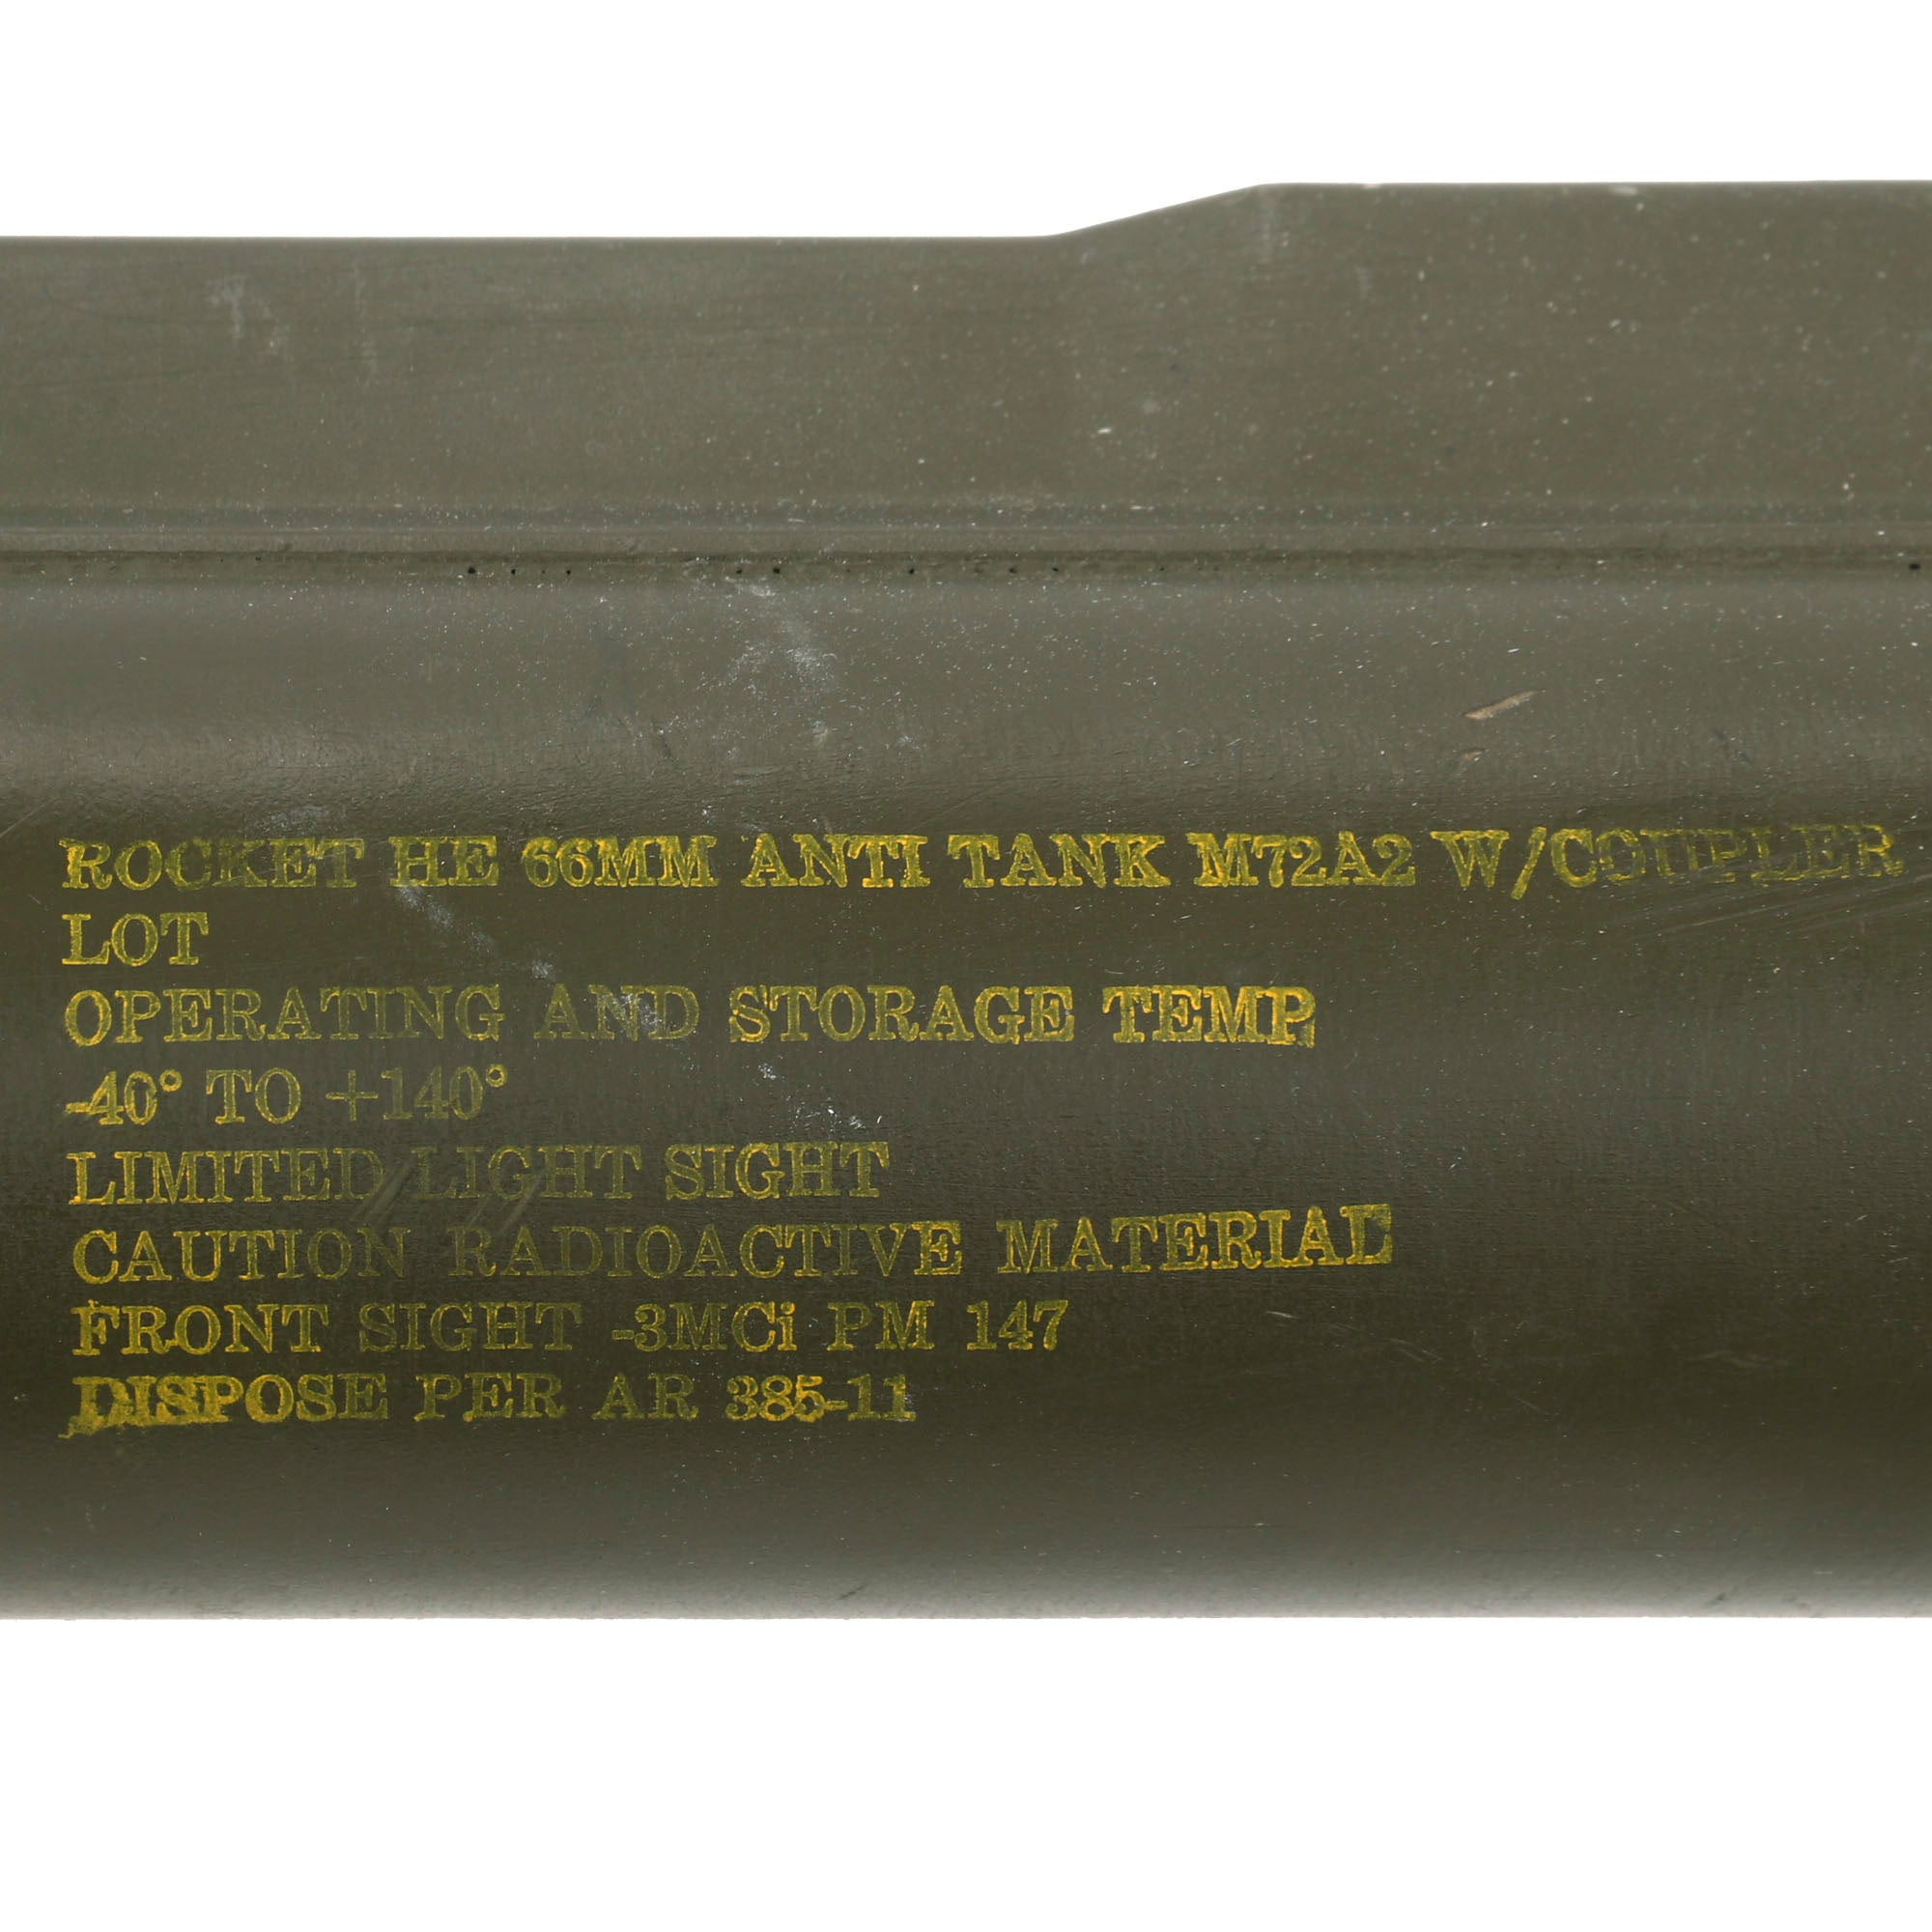 ROCKET HE 66MM ANTI TANK M72A2 W/COUPLER
LOT
OPERATING AND STORAGE TEMP
-40° TO +140°
LIMITED LIGHT SIGHT
CAUTION RADIOACTIVE MATERIAL
FRONT SIGHT -3MCi PM 147
DISPOSE PER AR 385-11